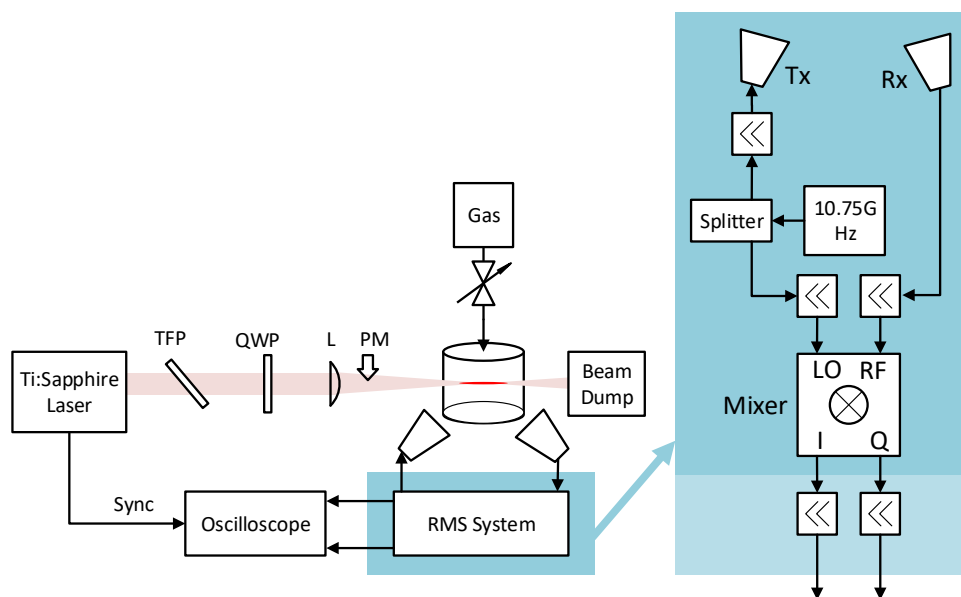 Tx
Rx
Splitter
10.75G
Hz
Gas
TFP
QWP
L
PM
Ti:Sapphire
Laser
Beam
Dump
LO
RF
Mixer
I
Q
Sync
Oscilloscope
RMS System